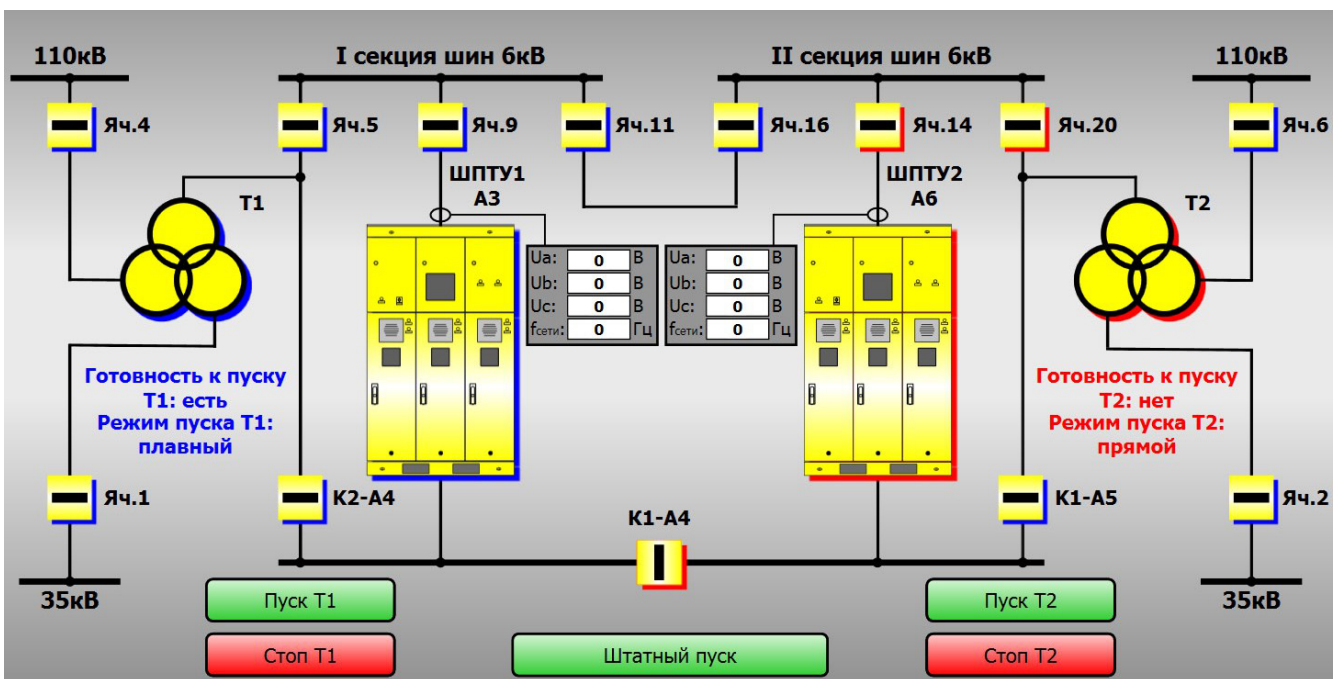 110кВ
I секция шин 6кВ
II секция шин 6кВ
110кВ
Яч.4
Яч.5
Яч.9
Яч.11
Яч.16
Яч.14
Яч.20
Яч.6
ШПТУ1
А3
ШПТУ2
А6
Т1
Т2
Ua: 0 В
Ub: 0 В
Uc: 0 В
fсети: 0 Гц
Ua: 0 В
Ub: 0 В
Uc: 0 В
fсети: 0 Гц
Готовность к пуску
Т1: есть
Режим пуска Т1:
плавный
Готовность к пуску
Т2: нет
Режим пуска Т2:
прямой
Яч.1
К2-А4
К1-А4
К1-А5
Яч.2
35кВ
35кВ
Пуск Т1
Пуск Т2
Стоп Т1
Штатный пуск
Стоп Т2